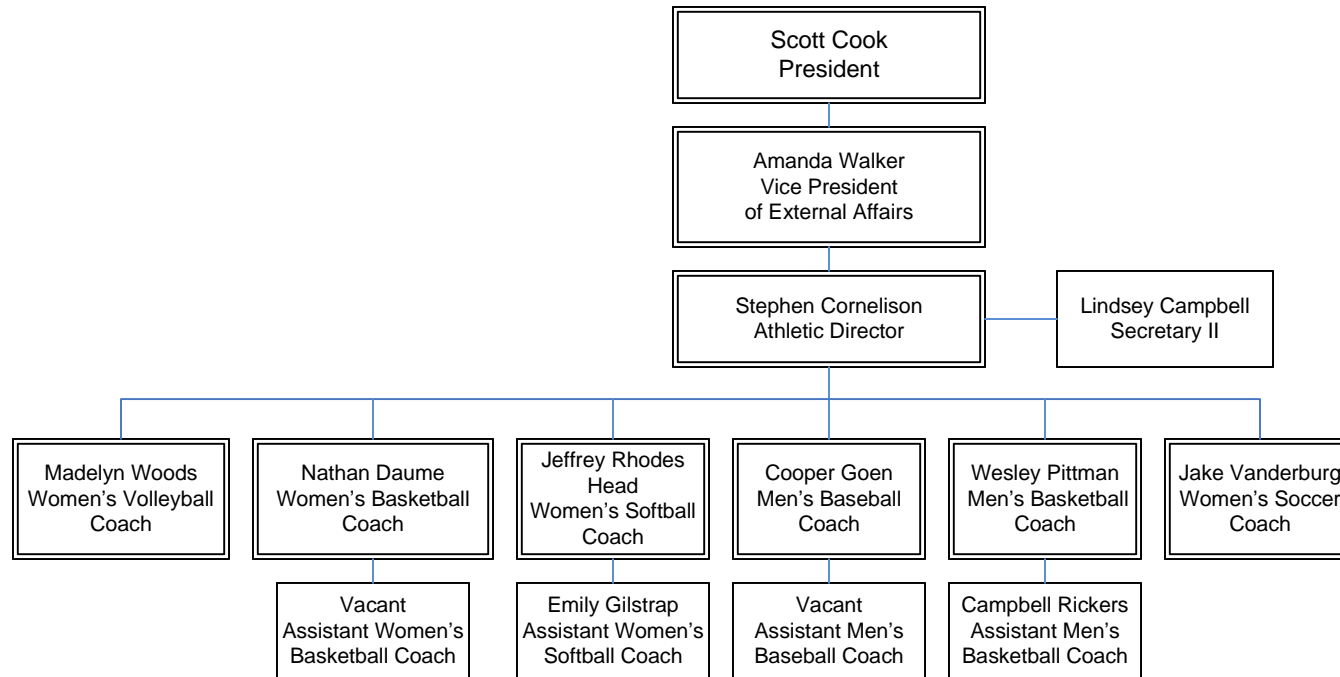 Scott Cook
President
Amanda Walker
Vice President
of External Affairs
Stephen Cornelison
Athletic Director
Lindsey Campbell
Secretary II
Madelyn Woods
Women’s Volleyball
Coach
Nathan Daume
Women’s Basketball
Coach
Jeffrey Rhodes
Head
Women’s Softball
Coach
Cooper Goen
Men’s Baseball
Coach
Wesley Pittman
Men’s Basketball
Coach
Jake Vanderburg
Women’s Soccer
Coach
Vacant
Assistant Women’s
Basketball Coach
Emily Gilstrap
Assistant Women’s
Softball Coach
Vacant
Assistant Men’s
Baseball Coach
Campbell Rickers
Assistant Men’s
Basketball Coach